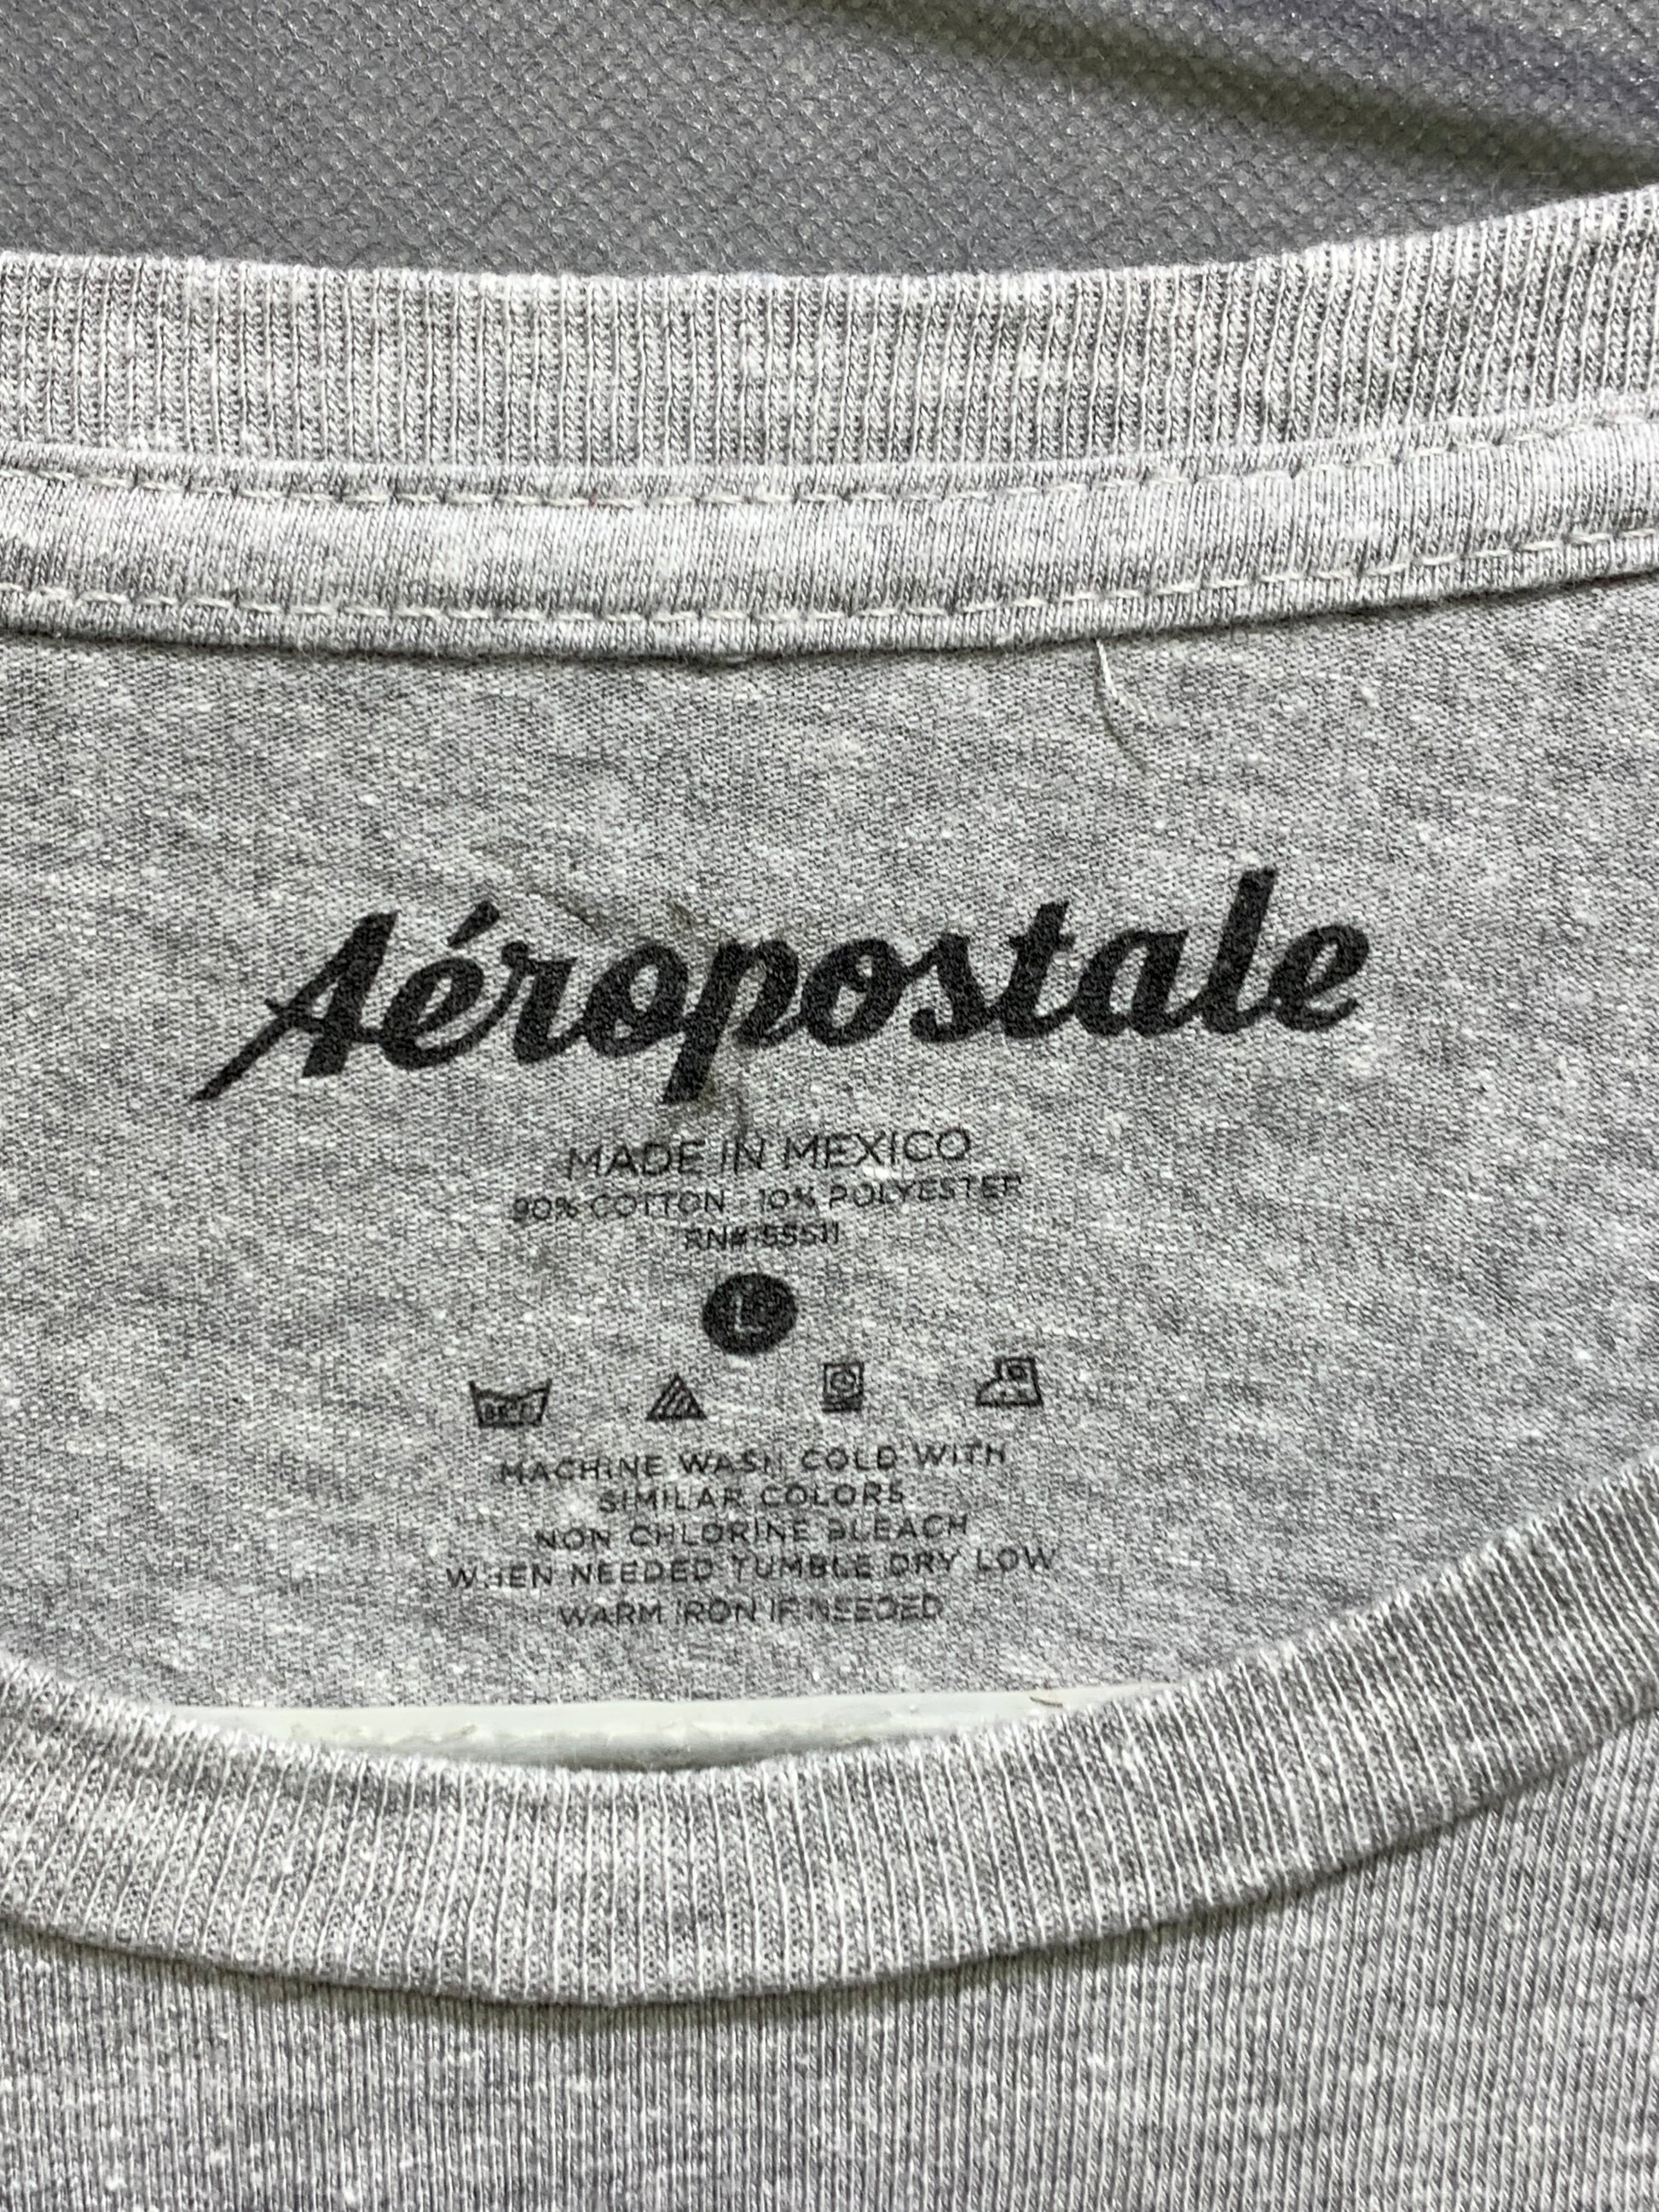 Aéropostale
MADE IN MEXICO
90% COTTON 10% POLYESTER
RN# 55511
L
MACHINE WASH COLD WITH
SIMILAR COLORS
NON CHLORINE BLEACH
WHEN NEEDED TUMBLE DRY LOW
WARM IRON IF NEEDED